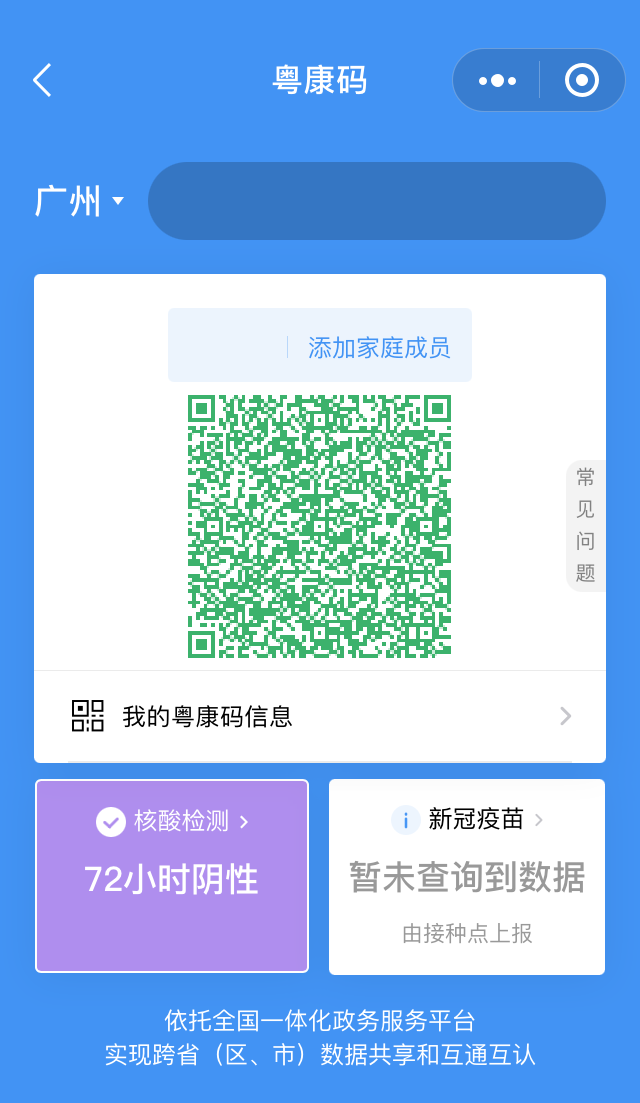 粤康码
广州
添加家庭成员
常见问题
我的粤康码信息
核酸检测
72小时阴性
新冠疫苗
暂未查询到数据
由接种点上报
依托全国一体化政务服务平台
实现跨省（区、市）数据共享和互通互认